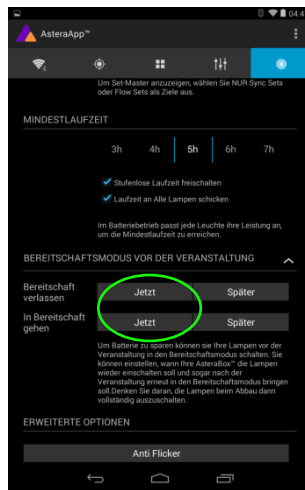 04:4
AsteraApp™
Um Set-Master anzuzeigen, wählen Sie NUR Sync Sets
oder Flow Sets als Ziele aus.
MINDESTLAUFZEIT
3h 4h 5h 6h 7h
Stufenlose Laufzeit freischalten
Laufzeit an Alle Lampen schicken
Im Batteriebetrieb passt jede Leuchte ihre Leistung an,
um die Mindestlaufzeit zu erreichen.
BEREITSCHAFTSMODUS VOR DER VERANSTALTUNG
Bereitschaft
verlassen
Jetzt Später
In Bereitschaft
gehen
Jetzt Später
Um Batterie zu sparen können sie Ihre Lampen vor der
Veranstaltung in den Bereitschaftsmodus schalten. Sie
können einstellen, wann Ihre AsteraBox™ die Lampen
wieder einschalten soll und sogar nach der
Veranstaltung erneut in den Bereitschaftsmodus bringen
soll.Denken Sie daran, die Lampen beim Abbau dann
vollständig auszuschalten.
ERWEITERTE OPTIONEN
Anti Flicker